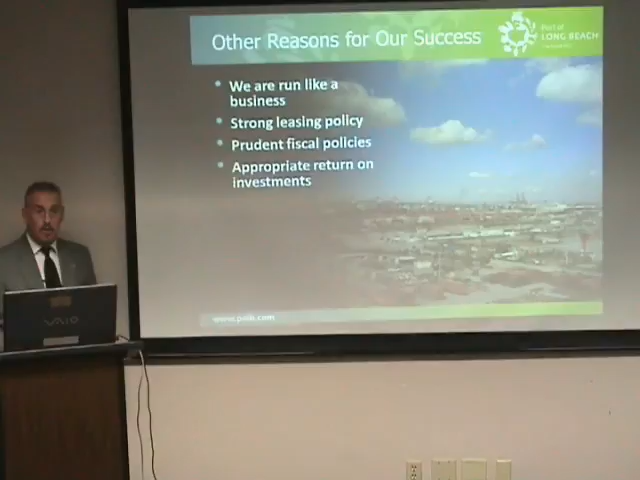 Other Reasons for Our Success
Port of
LONG BEACH
We are run like a
business
Strong leasing policy
Prudent fiscal policies
Appropriate return on
investments
www.polb.com
VAIO